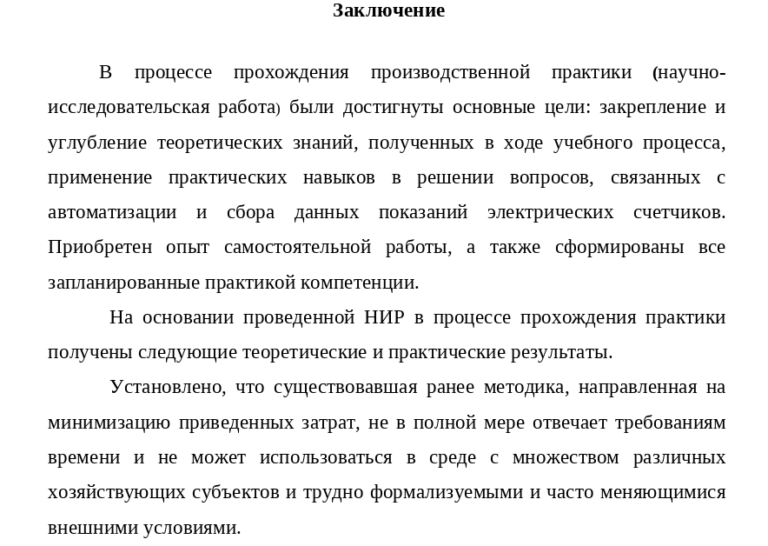 Заключение
В процессе прохождения производственной практики (научно-
исследовательская работа) были достигнуты основные цели: закрепление и
углубление теоретических знаний, полученных в ходе учебного процесса,
применение практических навыков в решении вопросов, связанных с
автоматизации и сбора данных показаний электрических счетчиков.
Приобретен опыт самостоятельной работы, а также сформированы все
запланированные практикой компетенции.
На основании проведенной НИР в процессе прохождения практики
получены следующие теоретические и практические результаты.
Установлено, что существовавшая ранее методика, направленная на
минимизацию приведенных затрат, не в полной мере отвечает требованиям
времени и не может использоваться в среде с множеством различных
хозяйствующих субъектов и трудно формализуемыми и часто меняющимися
внешними условиями.